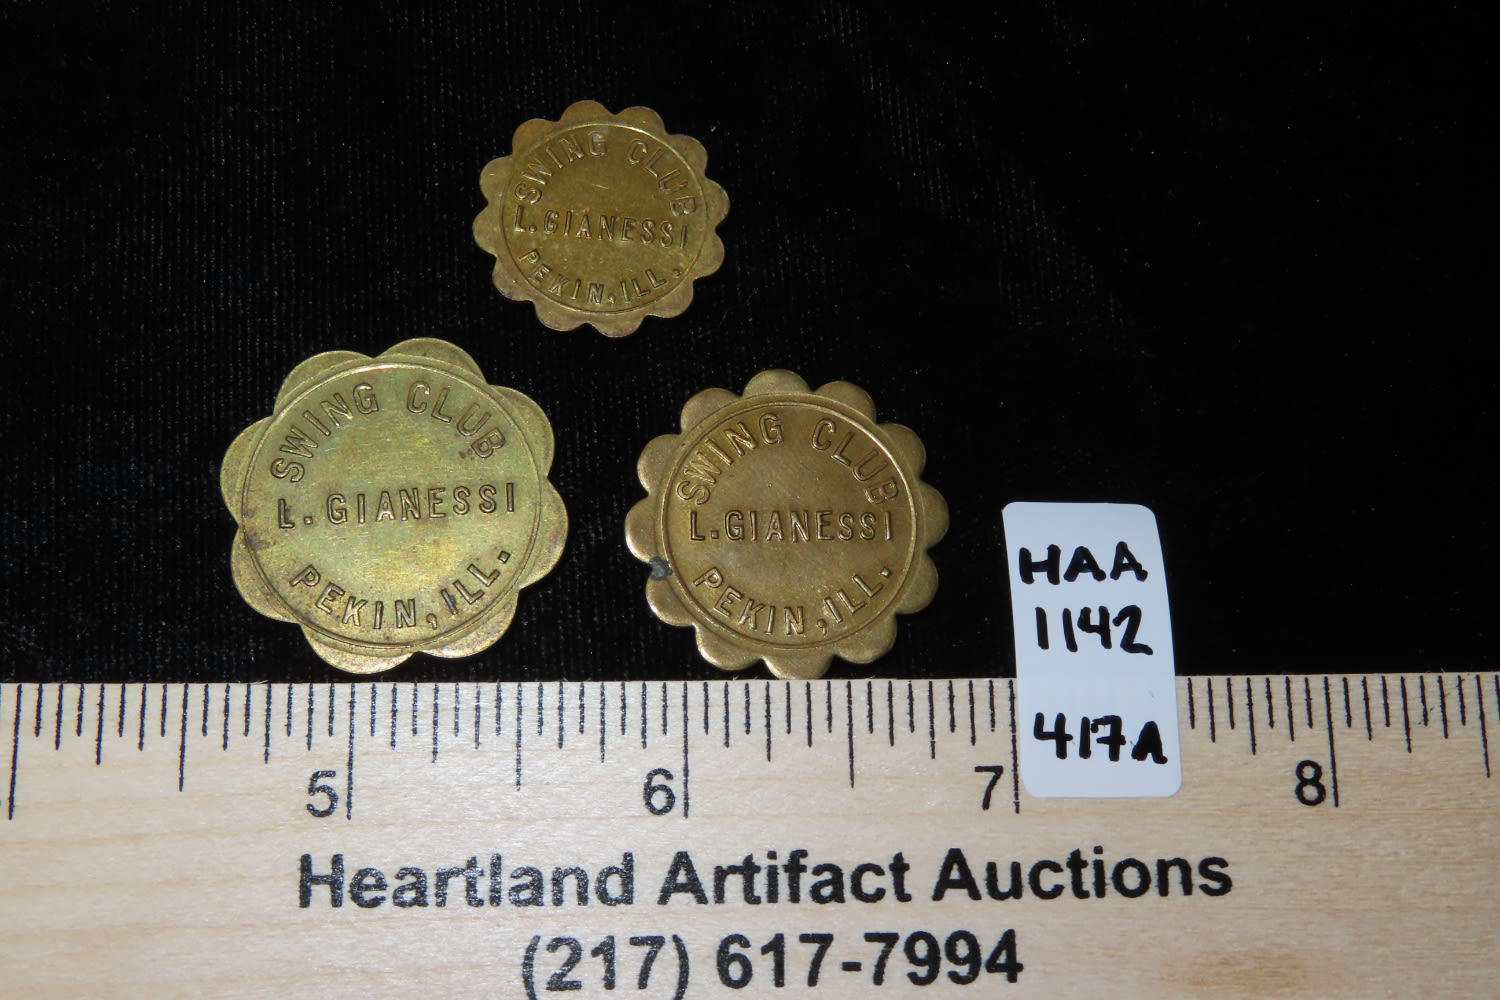 SWING CLUB
L. GIANESSI
PEKIN, ILL.
SWING CLUB
L. GIANESSI
PEKIN, ILL.
SWING CLUB
L. GIANESSI
PEKIN, ILL.
HAA
1142
417A
5 6 7 8
Heartland Artifact Auctions
(217) 617-7994